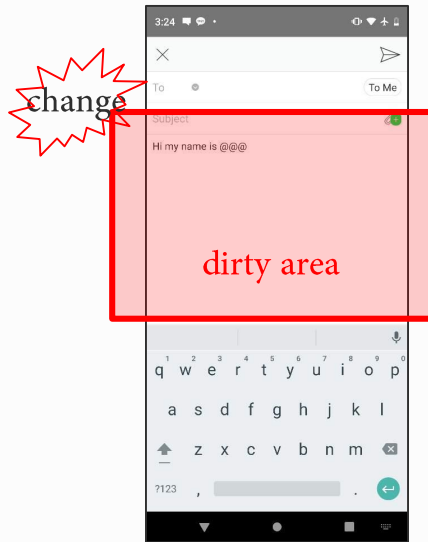 3:24
To
To Me
change
Subject
Hi my name is @@@
dirty area
1 2 3 4 5 6 7 8 9 0
q w e r t y u i o p
a s d f g h j k l
z x c v b n m
?123 , .